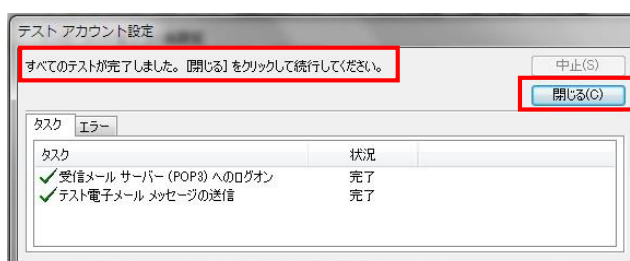 テスト アカウント設定
すべてのテストが完了しました。[閉じる] をクリックして続行してください。
中止(S)
閉じる(C)
タスク エラー
タスク 状況
受信メール サーバー (POP3) へのログオン 完了
テスト電子メール メッセージの送信 完了